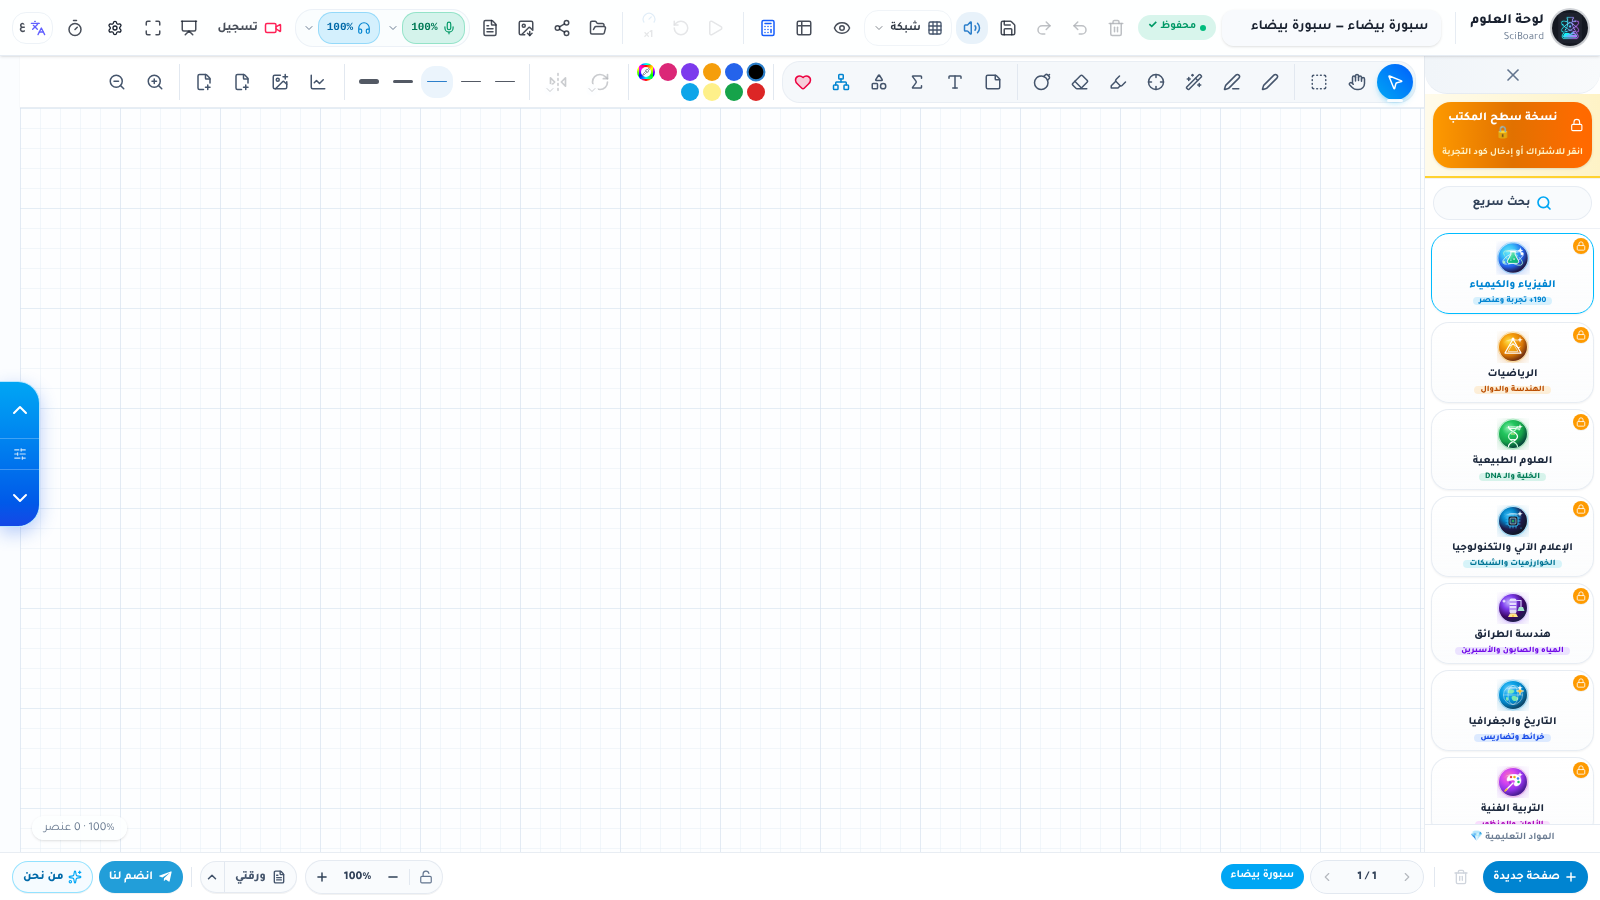 لوحة العلوم
SciBoard
سبورة بيضاء – سبورة بيضاء
محفوظ ✓
شبكة
x1
100%
100%
تسجيل
ع
نسخة سطح المكتب 🔒
انقر للاشتراك أو إدخال كود التجربة
بحث سريع
الفيزياء والكيمياء
190+ تجربة وعنصر
الرياضيات
الهندسة والدوال
العلوم الطبيعية
الخلية والـ DNA
الإعلام الآلي والتكنولوجيا
الخوارزميات والشبكات
هندسة الطرائق
المياه والصابون والأسبرين
التاريخ والجغرافيا
خرائط وتضاريس
التربية الفنية
الألوان والمنظور
المواد التعليمية 💎
100% · 0 عنصر
صفحة جديدة
1 / 1
سبورة بيضاء
100%
ورقتي
انضم لنا
من نحن